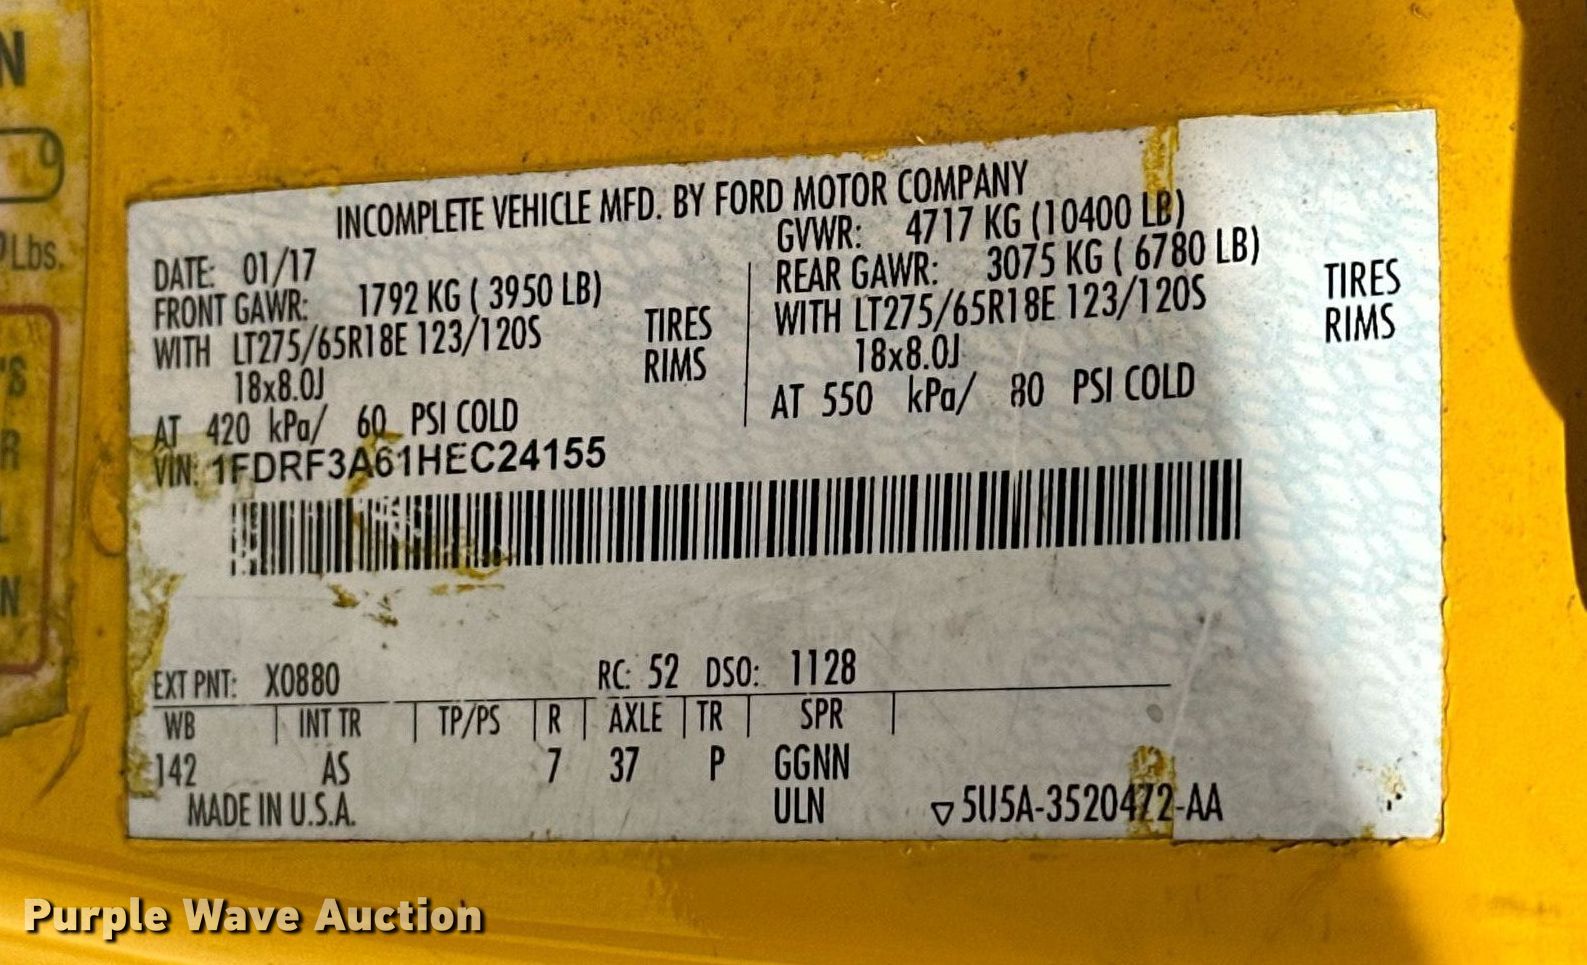 N
9
Lbs.
'S
R
L
N
INCOMPLETE VEHICLE MFD. BY FORD MOTOR COMPANY
DATE: 01/17
GVWR: 4717 KG (10400 LB)
FRONT GAWR: 1792 KG ( 3950 LB)
REAR GAWR: 3075 KG ( 6780 LB)
WITH LT275/65R18E 123/120S TIRES
WITH LT275/65R18E 123/120S TIRES
18x8.0J RIMS
18x8.0J RIMS
AT 420 kPa/ 60 PSI COLD
AT 550 kPa/ 80 PSI COLD
VIN: 1FDRF3A61HEC24155
EXT PNT: X0880 RC: 52 DSO: 1128
WB | INT TR | TP/PS | R | AXLE | TR | SPR |
142 AS 7 37 P GGNN
MADE IN U.S.A. ULN ▽5U5A-3520472-AA
Purple Wave Auction